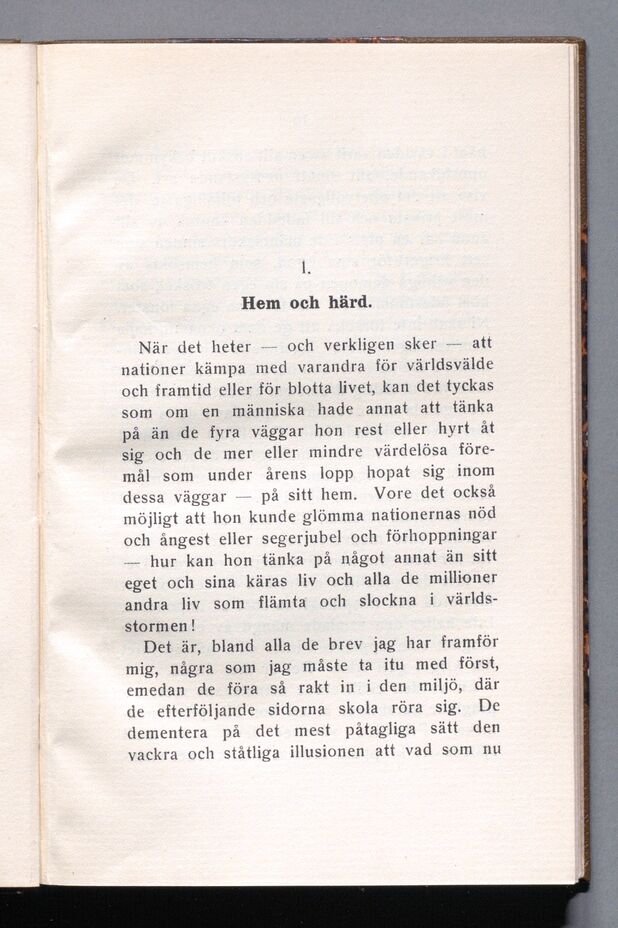 1.
Hem och härd.
När det heter — och verkligen sker — att
nationer kämpa med varandra för världsvälde
och framtid eller för blotta livet, kan det tyckas
som om en människa hade annat att tänka
på än de fyra väggar hon rest eller hyrt åt
sig och de mer eller mindre värdelösa före-
mål som under årens lopp hopat sig inom
dessa väggar — på sitt hem. Vore det också
möjligt att hon kunde glömma nationernas nöd
och ångest eller segerjubel och förhoppningar
— hur kan hon tänka på något annat än sitt
eget och sina käras liv och alla de millioner
andra liv som flämta och slockna i världs-
stormen!
Det är, bland alla de brev jag har framför
mig, några som jag måste ta itu med först,
emedan de föra så rakt in i den miljö, där
de efterföljande sidorna skola röra sig. De
dementera på det mest påtagliga sätt den
vackra och ståtliga illusionen att vad som nu